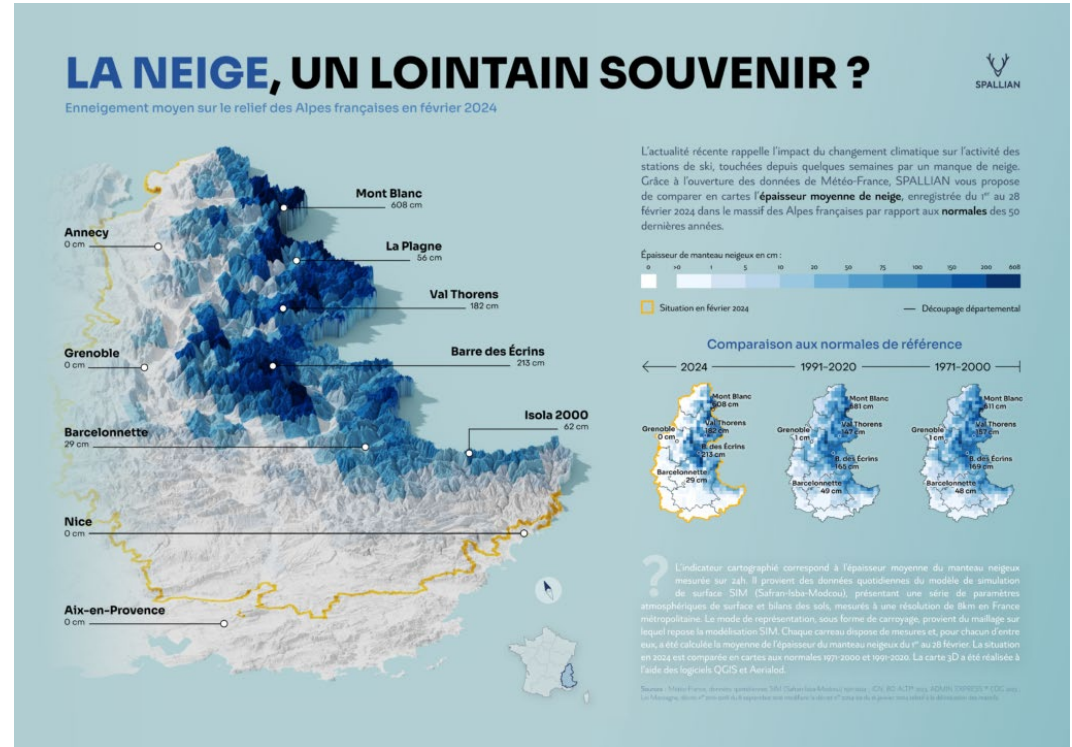 LA NEIGE, UN LOINTAIN SOUVENIR ?
Enneigement moyen sur le relief des Alpes françaises en février 2024
SPALLIAN
Mont Blanc
608 cm
Annecy
0 cm
La Plagne
56 cm
Val Thorens
182 cm
Grenoble
0 cm
Barre des Écrins
213 cm
Isola 2000
62 cm
Barcelonnette
29 cm
Nice
0 cm
Aix-en-Provence
0 cm
L'actualité récente rappelle l'impact du changement climatique sur l'activité des
stations de ski, touchées depuis quelques semaines par un manque de neige.
Grâce à l'ouverture des données de Météo-France, SPALLIAN vous propose
de comparer en cartes l'épaisseur moyenne de neige, enregistrée du 1er au 28
février 2024 dans le massif des Alpes françaises par rapport aux normales des 50
dernières années.
Épaisseur de manteau neigeux en cm :
0 >0 1 5 10 20 50 75 100 150 200 608
Situation en février 2024
Découpage départemental
Comparaison aux normales de référence
2024 1991-2020 1971-2000
Mont Blanc
608 cm
Val Thorens
182 cm
Grenoble
0 cm
B. des Écrins
213 cm
Barcelonnette
29 cm
Mont Blanc
Val Thorens
147 cm
Grenoble
1 cm
B. des Écrins
165 cm
Barcelonnette
49 cm
Mont Blanc
Val Thorens
157 cm
Grenoble
1 cm
B. des Écrins
169 cm
Barcelonnette
48 cm
?
L'indicateur cartographié correspond à l'épaisseur moyenne du manteau neigeux
mesurée sur 24h. Il provient des données quotidiennes du modèle de simulation
de surface SIM (Safran-Isba-Modcou), présentant une série de paramètres
atmosphériques de surface et bilans des sols, mesurés à une résolution de 8km en France
métropolitaine. Le mode de représentation, sous forme de carroyage, provient du maillage sur
lequel repose la modélisation SIM. Chaque carreau dispose de mesures et, pour chacun d'entre
eux, a été calculée la moyenne de l'épaisseur du manteau neigeux du 1er au 28 février. La situation
en 2024 est comparée en cartes aux normales 1971-2000 et 1991-2020. La carte 3D a été réalisée à
l'aide des logiciels QGIS et Aerialod.
Sources : Météo-France, données quotidiennes SIM (Safran-Isba-Modcou)